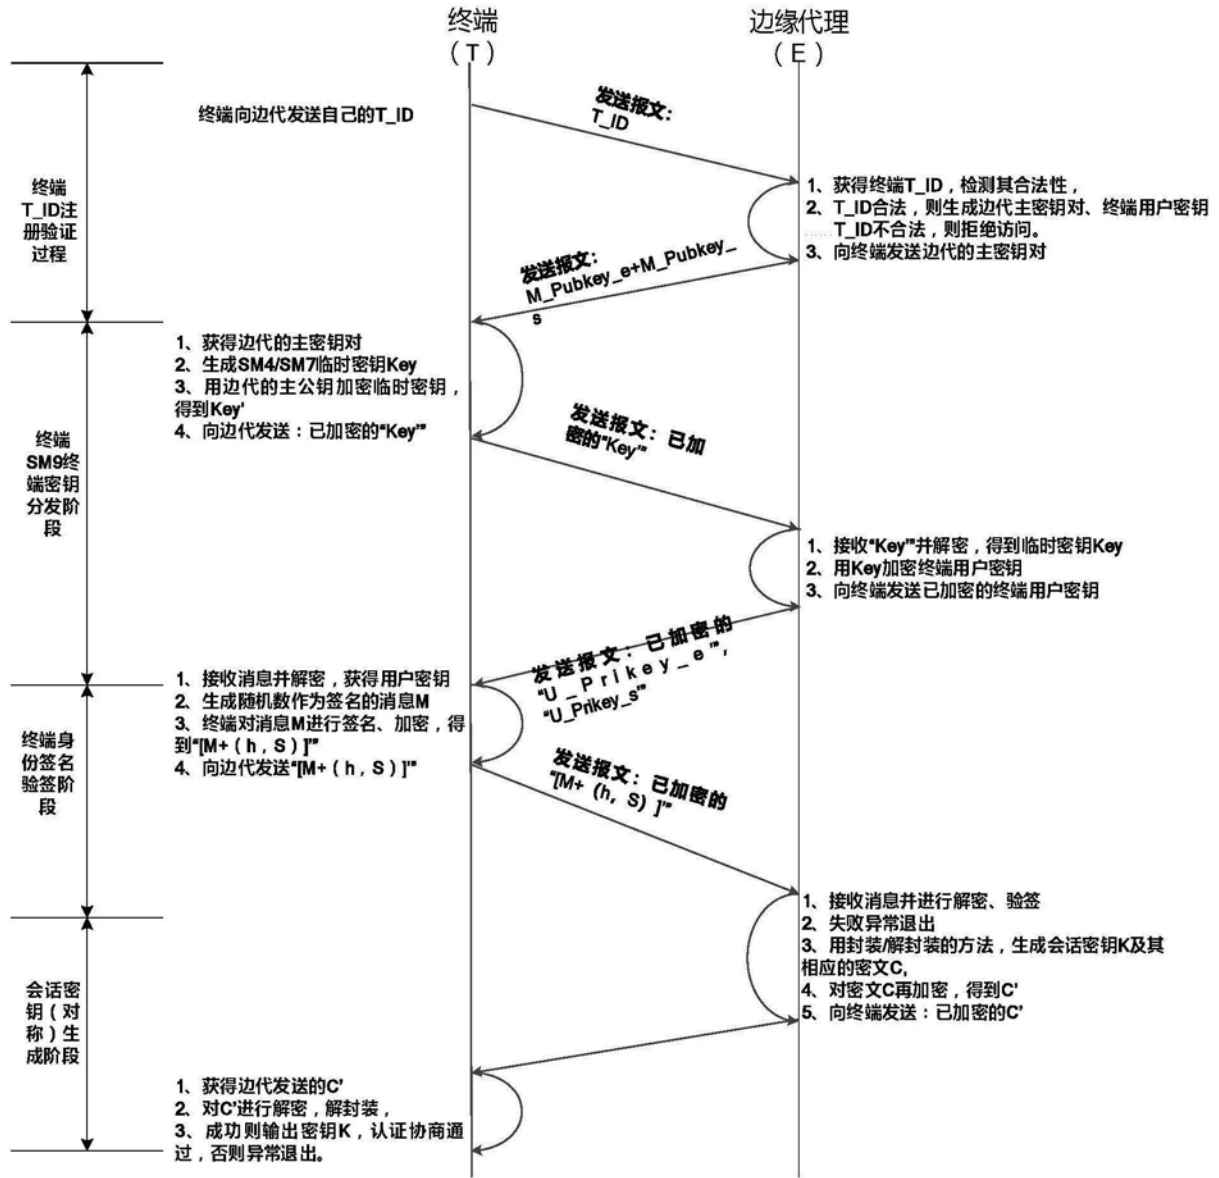 终端
（T）
边缘代理
（E）
终端
T_ID注
册验证
过程
终端向边代发送自己的T_ID
发送报文：
T_ID
1、获得终端T_ID，检测其合法性，
2、T_ID合法，则生成边代主密钥对、终端用户密钥
......T_ID不合法，则拒绝访问。
3、向终端发送边代的主密钥对
发送报文：
M_Pubkey_e+M_Pubkey_
s
终端
SM9终
端密钥
分发阶
段
1、获得边代的主密钥对
2、生成SM4/SM7临时密钥Key
3、用边代的主公钥加密临时密钥，
得到Key'
4、向边代发送：已加密的“Key'”
发送报文：已加
密的“Key'”
1、接收“Key'”并解密，得到临时密钥Key
2、用Key加密终端用户密钥
3、向终端发送已加密的终端用户密钥
发送报文：已加密的
“U_Prikey_e'”,
“U_Prikey_s'”
终端身
份签名
验签阶
段
1、接收消息并解密，获得用户密钥
2、生成随机数作为签名的消息M
3、终端对消息M进行签名、加密，得
到“[M+（h，S）]'”
4、向边代发送“[M+（h，S）]'”
发送报文：已加密的
“[M+（h，S）]'”
1、接收消息并进行解密、验签
2、失败异常退出
3、用封装/解封装的方法，生成会话密钥K及其
相应的密文C,
4、对密文C再加密，得到C'
5、向终端发送：已加密的C'
会话密
钥（对
称）生
成阶段
1、获得边代发送的C'
2、对C'进行解密，解封装，
3、成功则输出密钥K，认证协商通
过，否则异常退出。